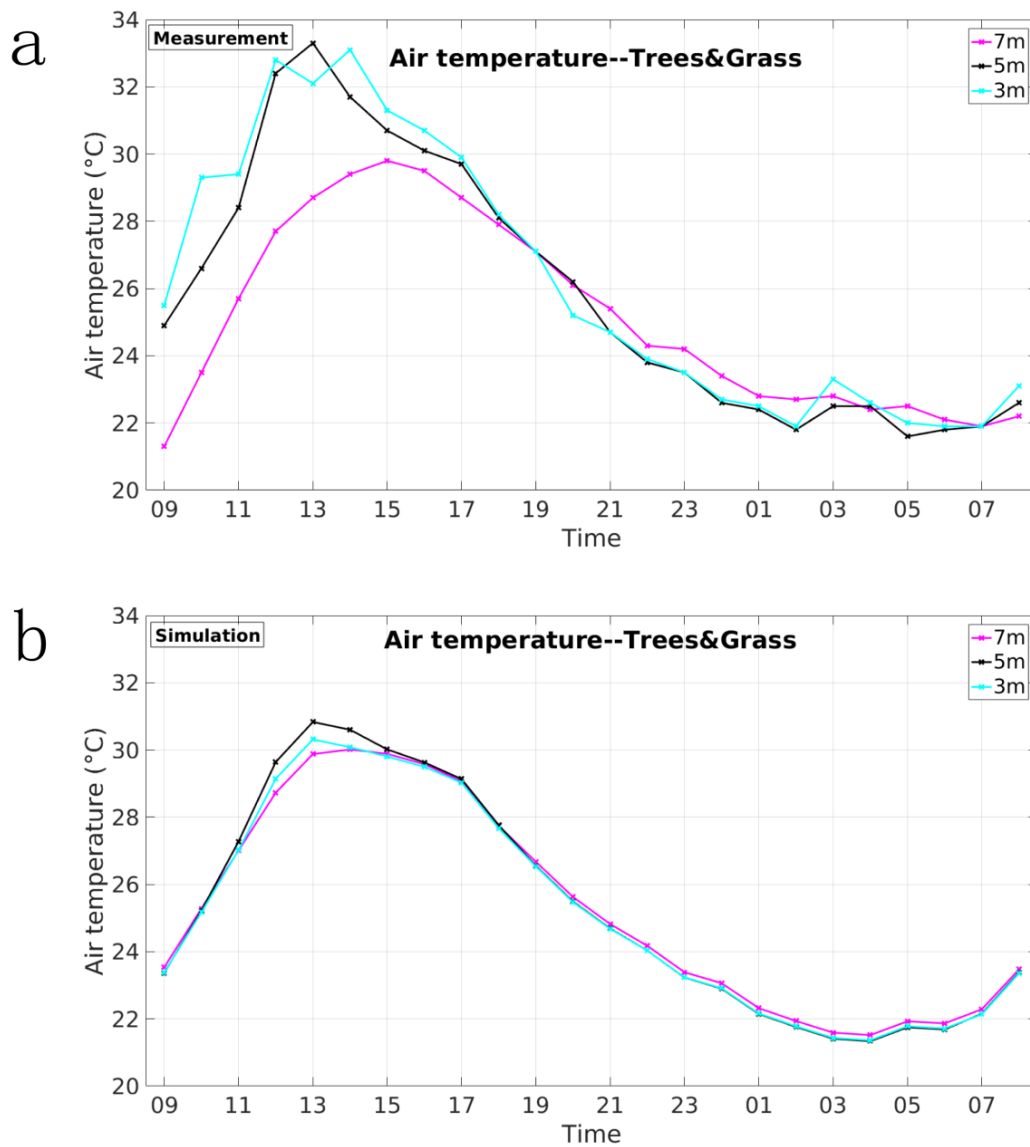 a
Measurement
Air temperature--Trees&Grass
7m
5m
3m
Air temperature (°C)
34
32
30
28
26
24
22
20
09 11 13 15 17 19 21 23 01 03 05 07
Time
b
Simulation
Air temperature--Trees&Grass
7m
5m
3m
Air temperature (°C)
34
32
30
28
26
24
22
20
09 11 13 15 17 19 21 23 01 03 05 07
Time